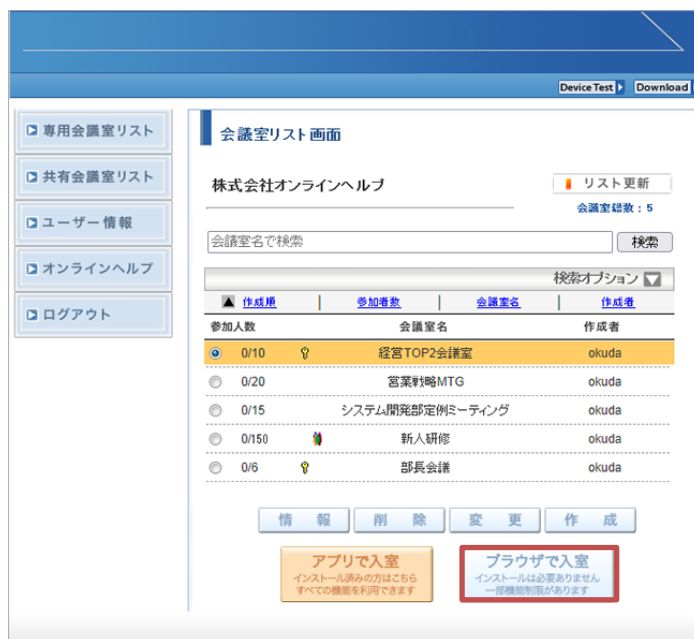 Device Test Download
専用会議室リスト
共有会議室リスト
ユーザー情報
オンラインヘルプ
ログアウト
会議室リスト画面
株式会社オンラインヘルプ
リスト更新
会議室総数：5
会議室名で検索 検索
検索オプション
作成順 | 参加者数 | 会議室名 | 作成者
参加人数 会議室名 作成者
0/10 経営TOP2会議室 okuda
0/20 営業戦略MTG okuda
0/15 システム開発部定例ミーティング okuda
0/150 新人研修 okuda
0/6 部長会議 okuda
情 報 削 除 変 更 作 成
アプリで入室
インストール済みの方はこちら
すべての機能を利用できます
ブラウザで入室
インストールは必要ありません
一部機能制限があります